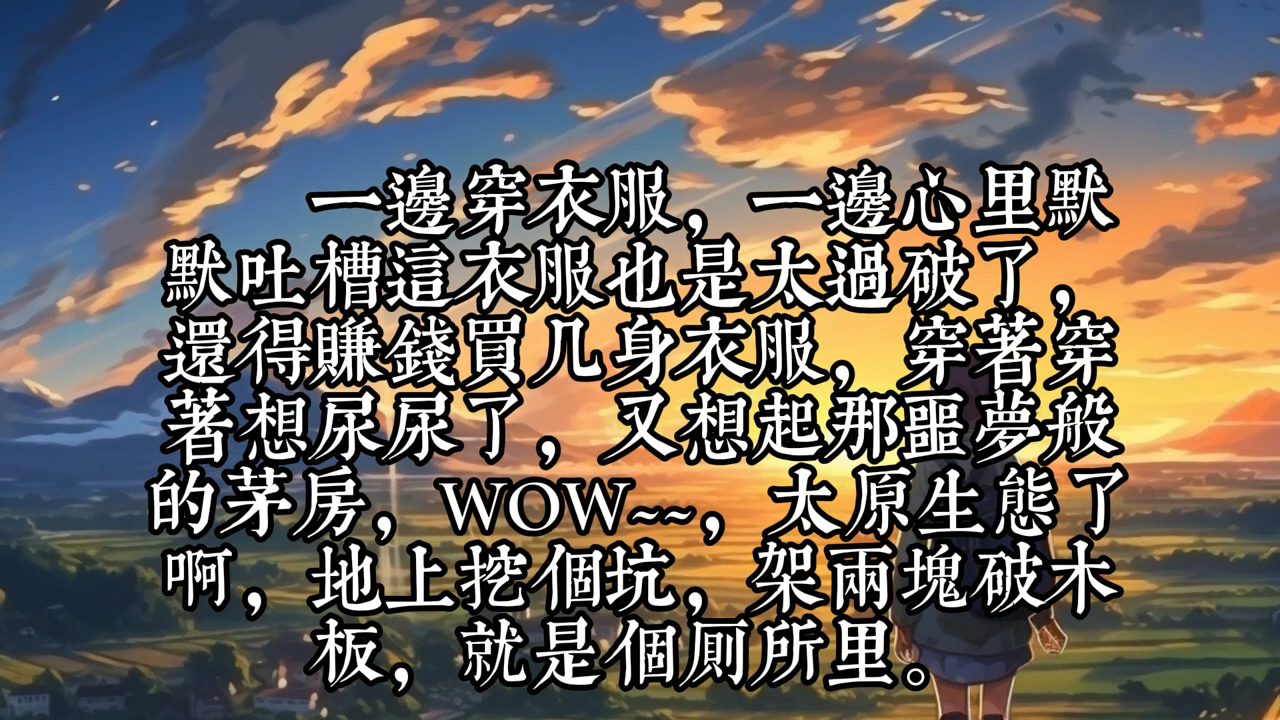 一邊穿衣服，一邊心里默
默吐槽這衣服也是太過破了，
還得賺錢買几身衣服，穿著穿
著想尿尿了，又想起那噩夢般
的茅房，WOW~~，太原生態了
啊，地上挖個坑，架兩塊破木
板，就是個厠所里。